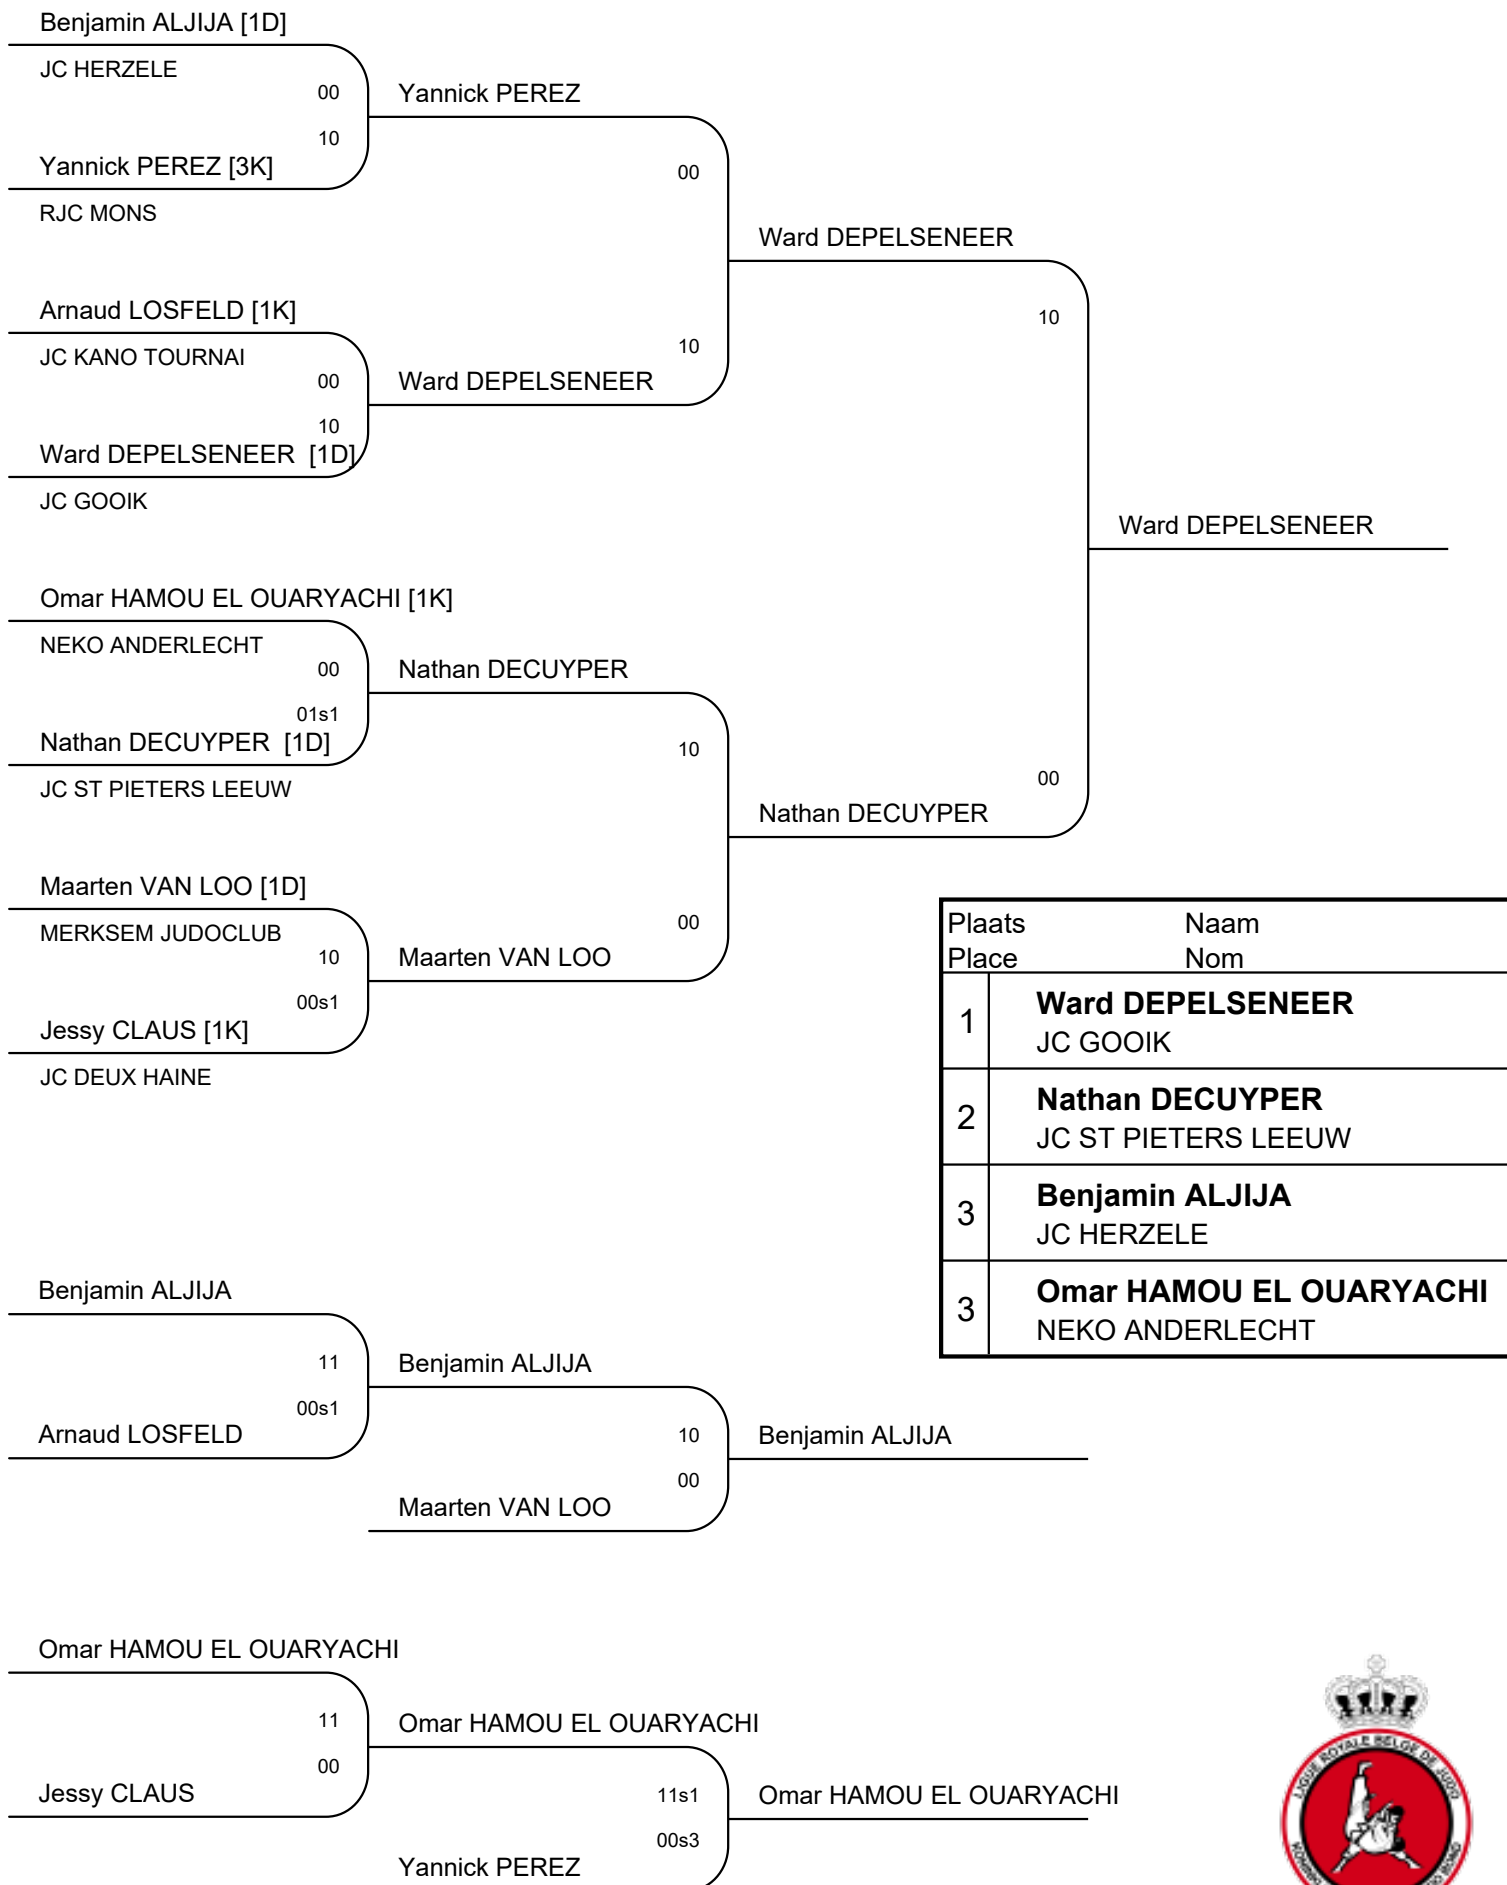 Benjamin ALJIJA [1D]
JC HERZELE
00
10
Yannick PEREZ [3K]
RJC MONS
Yannick PEREZ
00
Arnaud LOSFELD [1K]
JC KANO TOURNAI
00
10
Ward DEPELSENEER [1D]
JC GOOIK
10
Ward DEPELSENEER
Ward DEPELSENEER
10
Omar HAMOU EL OUARYACHI [1K]
NEKO ANDERLECHT
00
01s1
Nathan DECUYPER [1D]
JC ST PIETERS LEEUW
Nathan DECUYPER
10
Maarten VAN LOO [1D]
MERKSEM JUDOCLUB
10
00s1
Jessy CLAUS [1K]
JC DEUX HAINE
00
Maarten VAN LOO
00
Nathan DECUYPER
Ward DEPELSENEER
Plaats Naam
Place Nom
1 Ward DEPELSENEER
JC GOOIK
2 Nathan DECUYPER
JC ST PIETERS LEEUW
3 Benjamin ALJIJA
JC HERZELE
3 Omar HAMOU EL OUARYACHI
NEKO ANDERLECHT
Benjamin ALJIJA
11
00s1
Arnaud LOSFELD
Benjamin ALJIJA
10
00
Maarten VAN LOO
Benjamin ALJIJA
Omar HAMOU EL OUARYACHI
11
00
Jessy CLAUS
Omar HAMOU EL OUARYACHI
11s1
00s3
Yannick PEREZ
Omar HAMOU EL OUARYACHI
LIGUE ROYALE BELGE DE JUDO